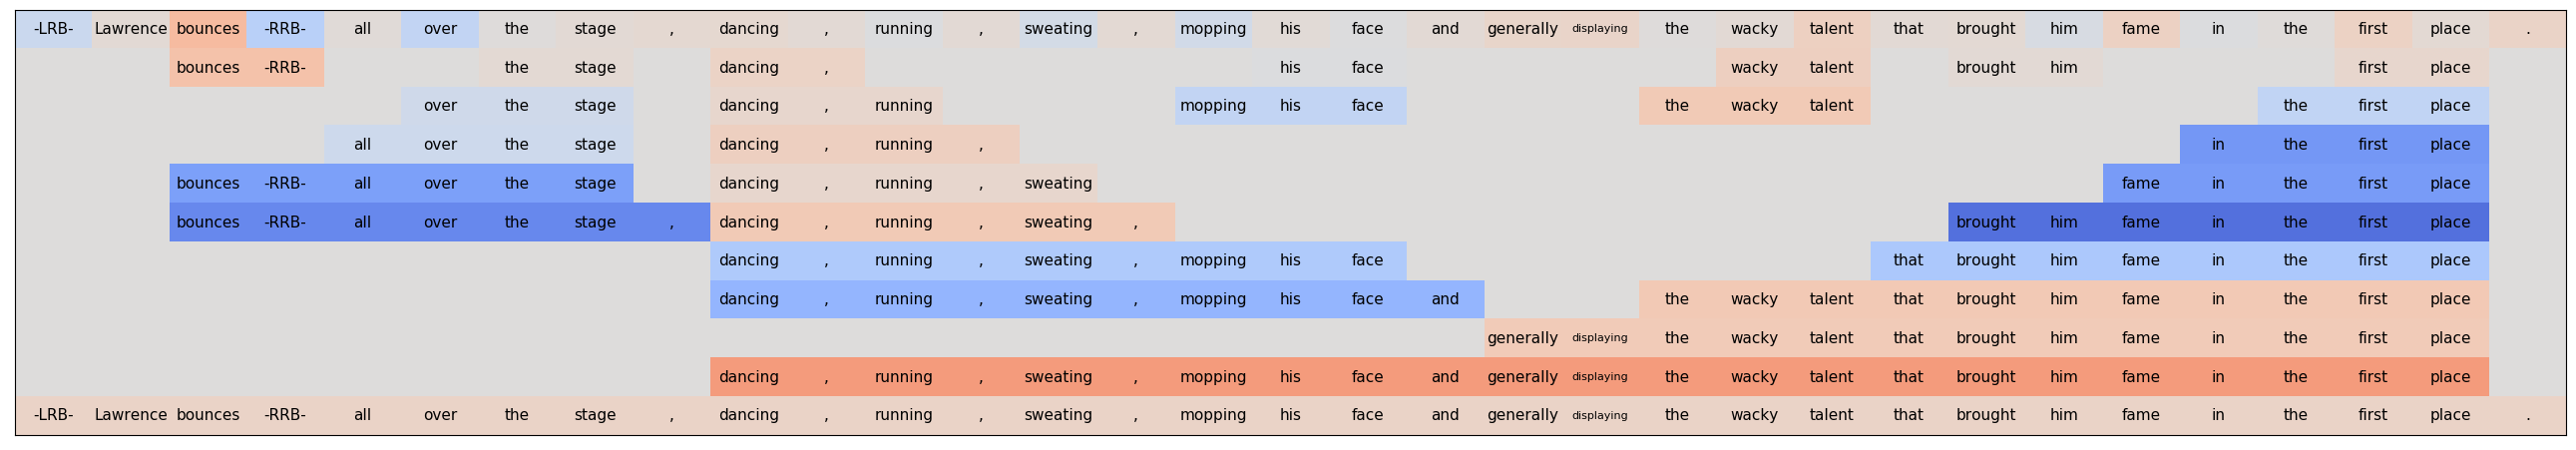 -LRB- Lawrence bounces -RRB- all over the stage , dancing , running , sweating , mopping his face and generally displaying the wacky talent that brought him fame in the first place .
bounces -RRB- the stage dancing , his face wacky talent brought him first place
over the stage dancing , running mopping his face the wacky talent the first place
all over the stage dancing , running , in the first place
bounces -RRB- all over the stage dancing , running , sweating fame in the first place
bounces -RRB- all over the stage , dancing , running , sweating , brought him fame in the first place
dancing , running , sweating , mopping his face that brought him fame in the first place
dancing , running , sweating , mopping his face and the wacky talent that brought him fame in the first place
generally displaying the wacky talent that brought him fame in the first place
dancing , running , sweating , mopping his face and generally displaying the wacky talent that brought him fame in the first place
-LRB- Lawrence bounces -RRB- all over the stage , dancing , running , sweating , mopping his face and generally displaying the wacky talent that brought him fame in the first place .